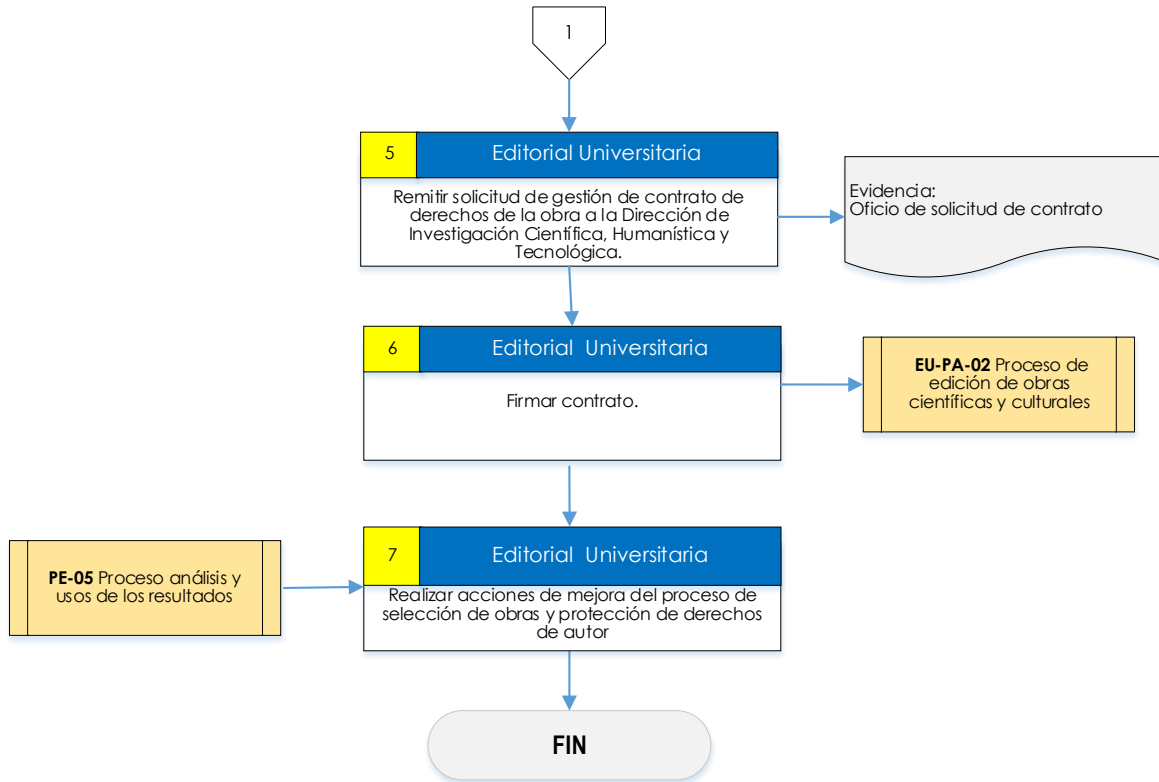 1
5
Editorial Universitaria
Remitir solicitud de gestión de contrato de
derechos de la obra a la Dirección de
Investigación Científica, Humanística y
Tecnológica.
Evidencia:
Oficio de solicitud de contrato
6
Editorial Universitaria
Firmar contrato.
EU-PA-02 Proceso de
edición de obras
científicas y culturales
7
Editorial Universitaria
PE-05 Proceso análisis y
usos de los resultados
Realizar acciones de mejora del proceso de
selección de obras y protección de derechos
de autor
FIN